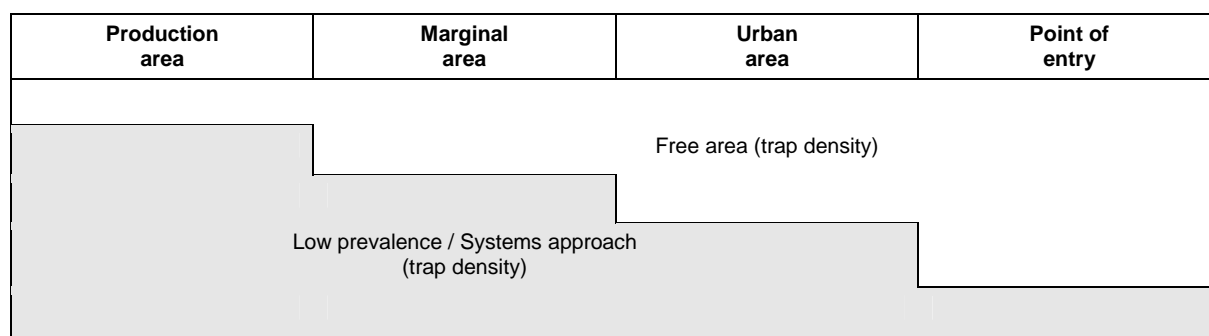 Production
area
Marginal
area
Urban
area
Point of
entry
Free area (trap density)
Low prevalence / Systems approach
(trap density)